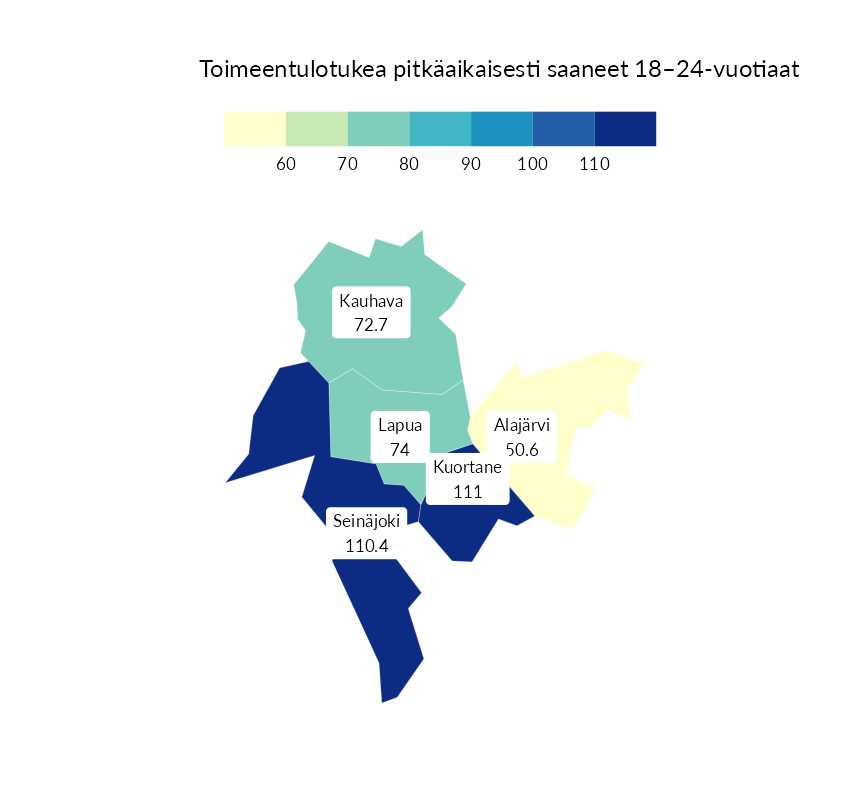 Toimeentulotukea pitkäaikaisesti saaneet 18–24-vuotiaat
60 70 80 90 100 110
Kauhava
72.7
Lapua
74
Alajärvi
50.6
Kuortane
111
Seinäjoki
110.4